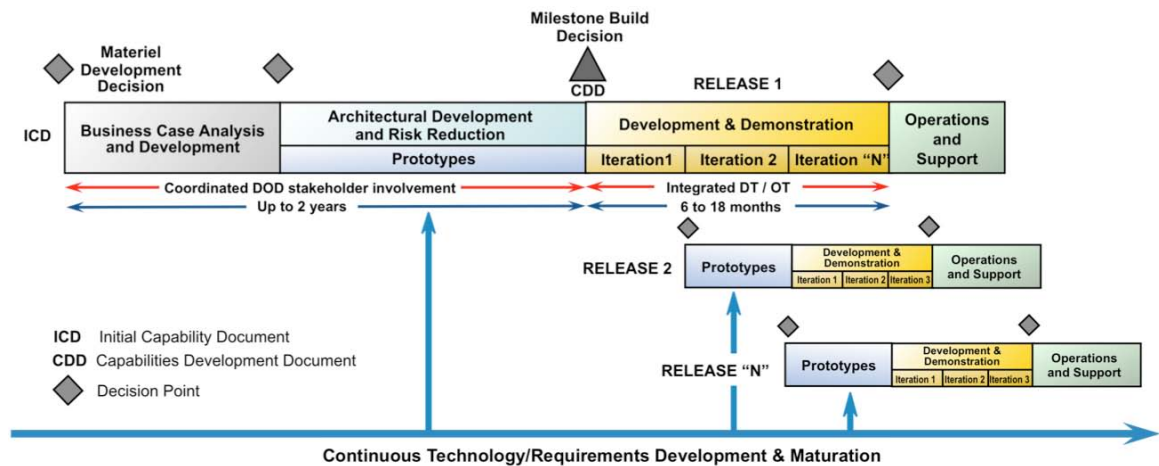 Milestone Build
Decision
Materiel
Development
Decision
CDD
RELEASE 1
ICD
Business Case Analysis
and Development
Architectural Development
and Risk Reduction
Prototypes
Development & Demonstration
Iteration1
Iteration 2
Iteration “N”
Operations
and
Support
Coordinated DOD stakeholder involvement
Up to 2 years
Integrated DT / OT
6 to 18 months
RELEASE 2
Prototypes
Development &
Demonstration
Iteration 1
Iteration 2
Iteration 3
Operations
and Support
RELEASE “N”
Prototypes
Development &
Demonstration
Iteration 1
Iteration 2
Iteration 3
Operations
and Support
ICD Initial Capability Document
CDD Capabilities Development Document
Decision Point
Continuous Technology/Requirements Development & Maturation